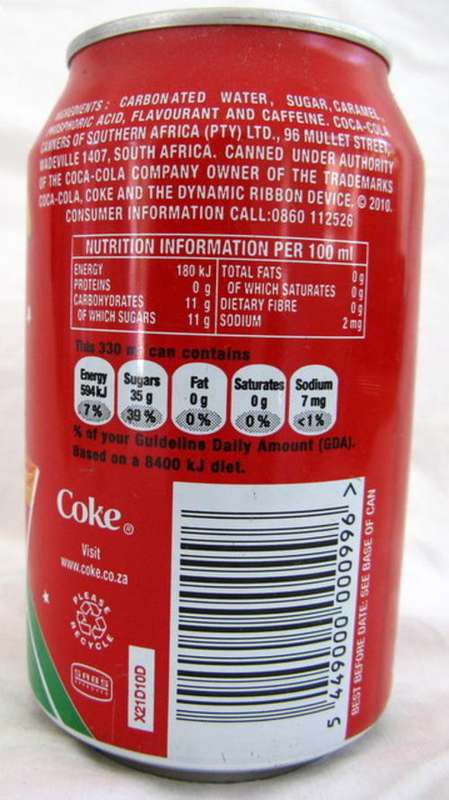 INGREDIENTS: CARBONATED WATER, SUGAR, CARAMEL,
PHOSPHORIC ACID, FLAVOURANT AND CAFFEINE. COCA-COLA
CANNERS OF SOUTHERN AFRICA (PTY) LTD., 96 MULLET STREET,
WADEVILLE 1407, SOUTH AFRICA. CANNED UNDER AUTHORITY
OF THE COCA-COLA COMPANY OWNER OF THE TRADEMARKS
COCA-COLA, COKE AND THE DYNAMIC RIBBON DEVICE, © 2010.
CONSUMER INFORMATION CALL:0860 112526
NUTRITION INFORMATION PER 100 ml
ENERGY 180 kJ TOTAL FATS 0 g
PROTEINS 0 g OF WHICH SATURATES 0 g
CARBOHYDRATES 11 g DIETARY FIBRE 0 g
OF WHICH SUGARS 11 g SODIUM 2 mg
This 330 ml can contains
Energy Sugars Fat Saturates Sodium
594kJ 35 g 0 g 0 g 7 mg
7% 39 % 0% 0% <1%
% of your Guideline Daily Amount (GDA).
Based on a 8400 kJ diet.
Coke®
Visit
www.coke.co.za
PLEASE
RECYCLE
SABS
X21D10D
5 449000 000996 >
BEST BEFORE DATE: SEE BASE OF CAN